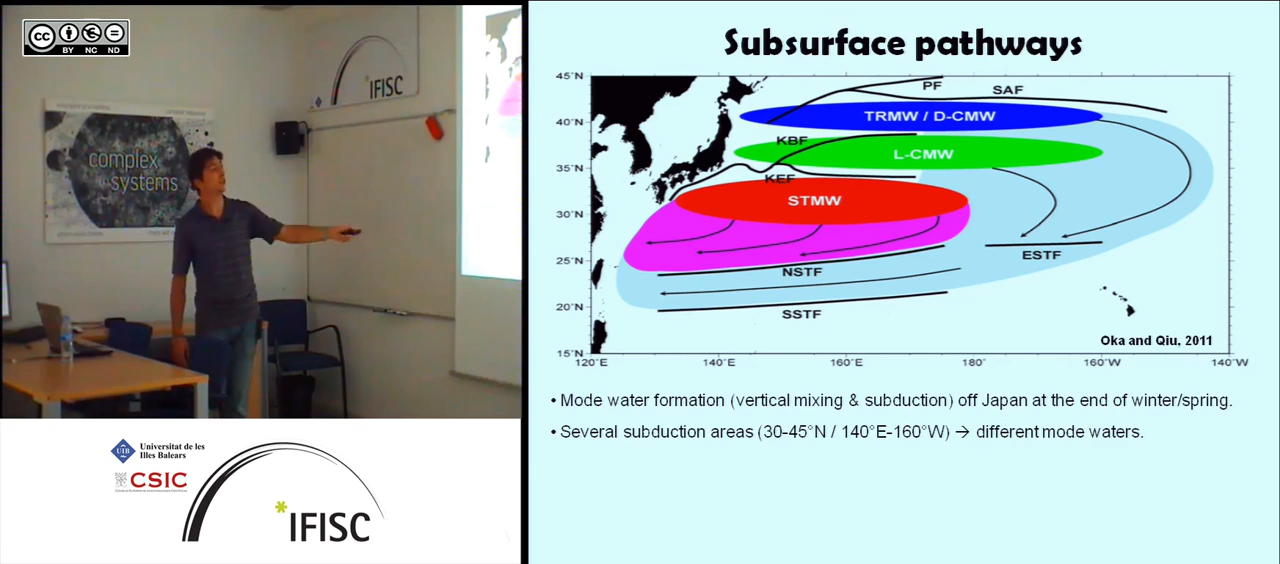 cc
BY NC ND
IFISC
complex
systems
Universitat de les
Illes Balears
UIB
CSIC
*IFISC
Subsurface pathways
45°N
40°N
35°N
30°N
25°N
20°N
15°N
120°E
140°E
160°E
180°
160°W
140°W
PF
SAF
TRMW / D-CMW
KBF
L-CMW
KEF
STMW
ESTF
NSTF
SSTF
Oka and Qiu, 2011
• Mode water formation (vertical mixing & subduction) off Japan at the end of winter/spring.
• Several subduction areas (30-45°N / 140°E-160°W) → different mode waters.